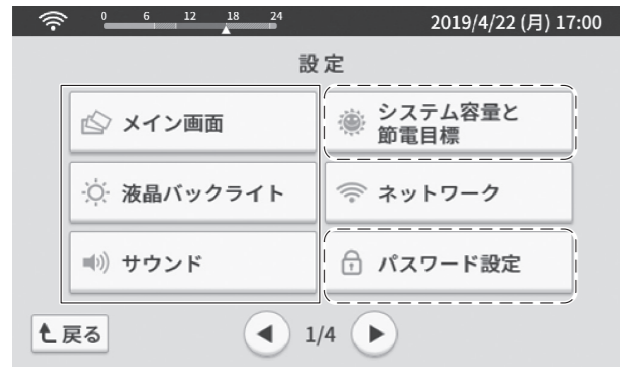 0 6 12 18 24
2019/4/22 (月) 17:00
設定
メイン画面
システム容量と
節電目標
液晶バックライト
ネットワーク
サウンド
パスワード設定
戻る
1/4